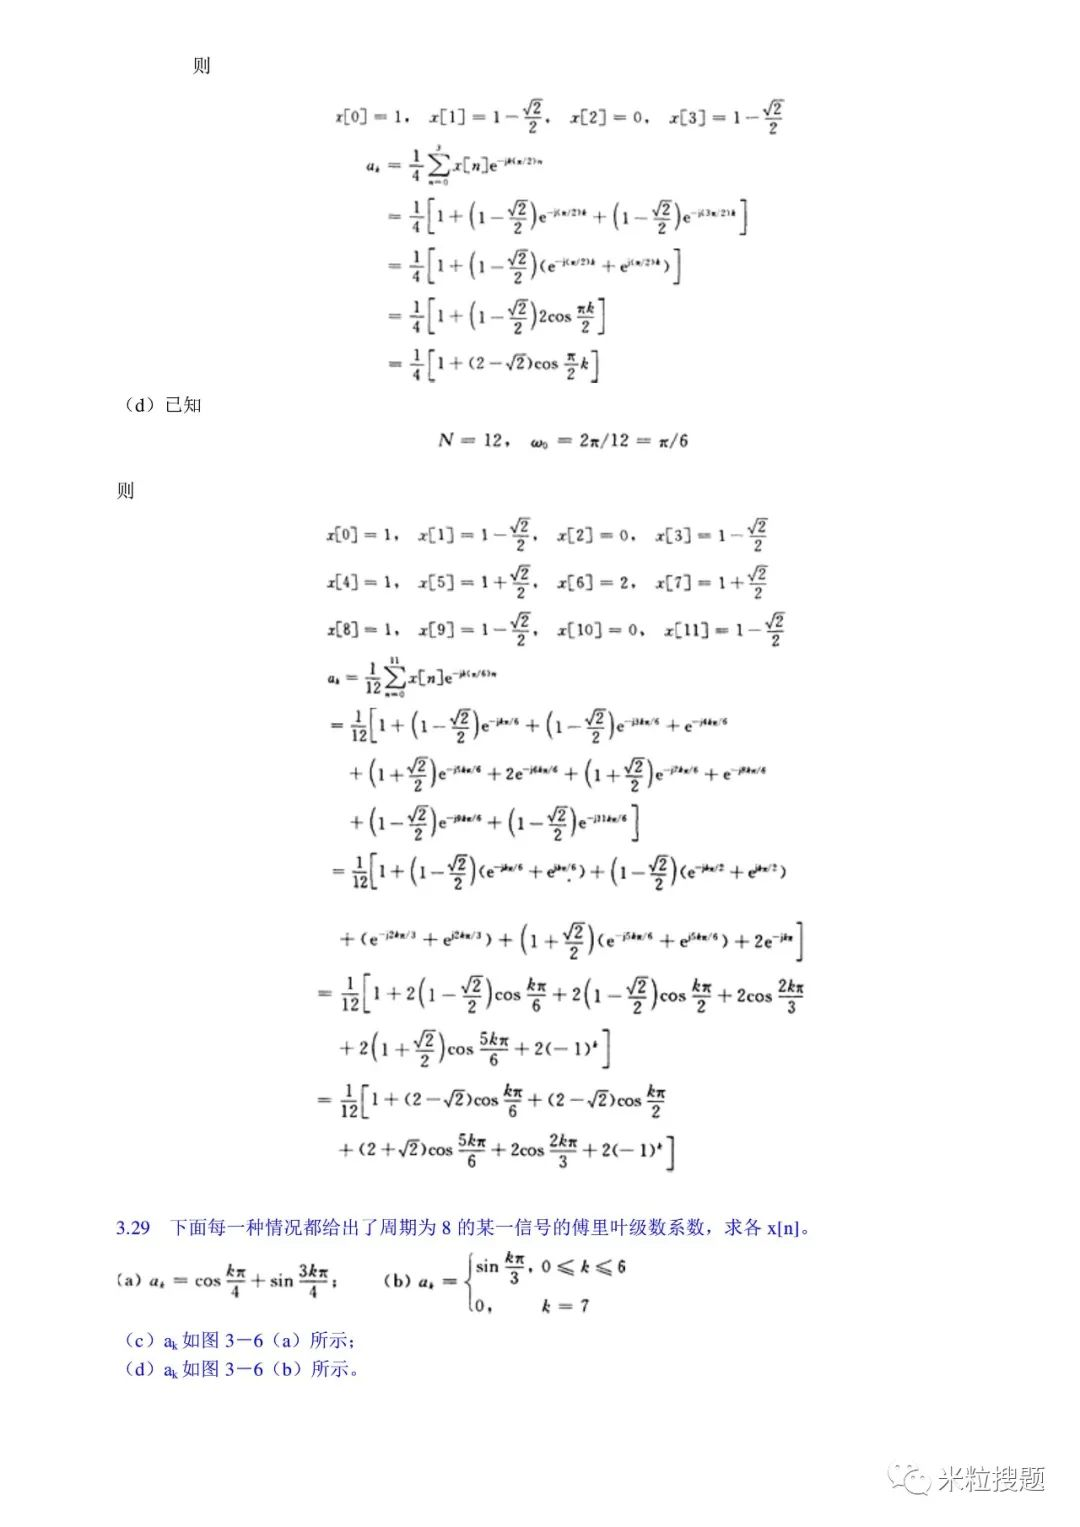 则
x[0]=1, x[1]=1-√2/2, x[2]=0, x[3]=1-√2/2
a_k = 1/4 ∑_{n=0}^{3} x[n]e^{-jk(π/2)n}
= 1/4[1+(1-√2/2)e^{-j(π/2)k}+(1-√2/2)e^{-j(3π/2)k}]
= 1/4[1+(1-√2/2)(e^{-j(π/2)k}+e^{j(π/2)k})]
= 1/4[1+(1-√2/2)2cos πk/2]
= 1/4[1+(2-√2)cos π/2 k]
（d）已知
N = 12, ω₀ = 2π/12 = π/6
则
x[0]=1, x[1]=1-√2/2, x[2]=0, x[3]=1-√2/2
x[4]=1, x[5]=1+√2/2, x[6]=2, x[7]=1+√2/2
x[8]=1, x[9]=1-√2/2, x[10]=0, x[11]=1-√2/2
a_k = 1/12 ∑_{n=0}^{11} x[n]e^{-jk(π/6)n}
= 1/12[1+(1-√2/2)e^{-jkπ/6}+(1-√2/2)e^{-j3kπ/6}+e^{-j4kπ/6}
+(1+√2/2)e^{-j5kπ/6}+2e^{-j6kπ/6}+(1+√2/2)e^{-j7kπ/6}+e^{-j8kπ/6}
+(1-√2/2)e^{-j9kπ/6}+(1-√2/2)e^{-j11kπ/6}]
= 1/12[1+(1-√2/2)(e^{-jkπ/6}+e^{jkπ/6})+(1-√2/2)(e^{-jkπ/2}+e^{jkπ/2})
+(e^{-j2kπ/3}+e^{j2kπ/3})+(1+√2/2)(e^{-j5kπ/6}+e^{j5kπ/6})+2e^{-jkπ}]
= 1/12[1+2(1-√2/2)cos kπ/6+2(1-√2/2)cos kπ/2+2cos 2kπ/3
+2(1+√2/2)cos 5kπ/6+2(-1)^k]
= 1/12[1+(2-√2)cos kπ/6+(2-√2)cos kπ/2
+(2+√2)cos 5kπ/6+2cos 2kπ/3+2(-1)^k]
3.29 下面每一种情况都给出了周期为 8 的某一信号的傅里叶级数系数，求各 x[n]。
(a) a_k = cos kπ/4 + sin 3kπ/4; (b) a_k = { sin kπ/3, 0≤k≤6
0, k=7
（c）a_k 如图 3－6（a）所示；
（d）a_k 如图 3－6（b）所示。
米粒搜题